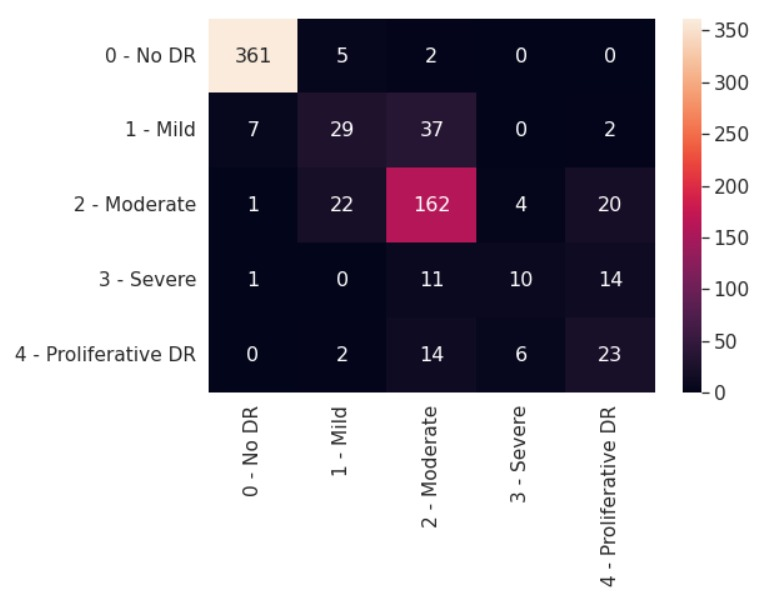 0 - No DR 361 5 2 0 0
1 - Mild 7 29 37 0 2
2 - Moderate 1 22 162 4 20
3 - Severe 1 0 11 10 14
4 - Proliferative DR 0 2 14 6 23
0 - No DR
1 - Mild
2 - Moderate
3 - Severe
4 - Proliferative DR
350
300
250
200
150
100
50
0